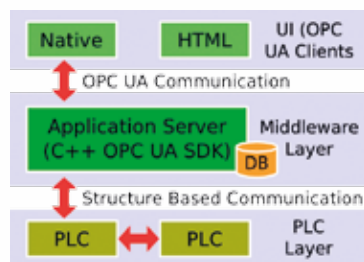 Native
HTML
UI (OPC
UA Clients
OPC UA Communication
Application Server
(C++ OPC UA SDK)
DB
Middleware
Layer
Structure Based Communication
PLC
PLC
PLC
Layer